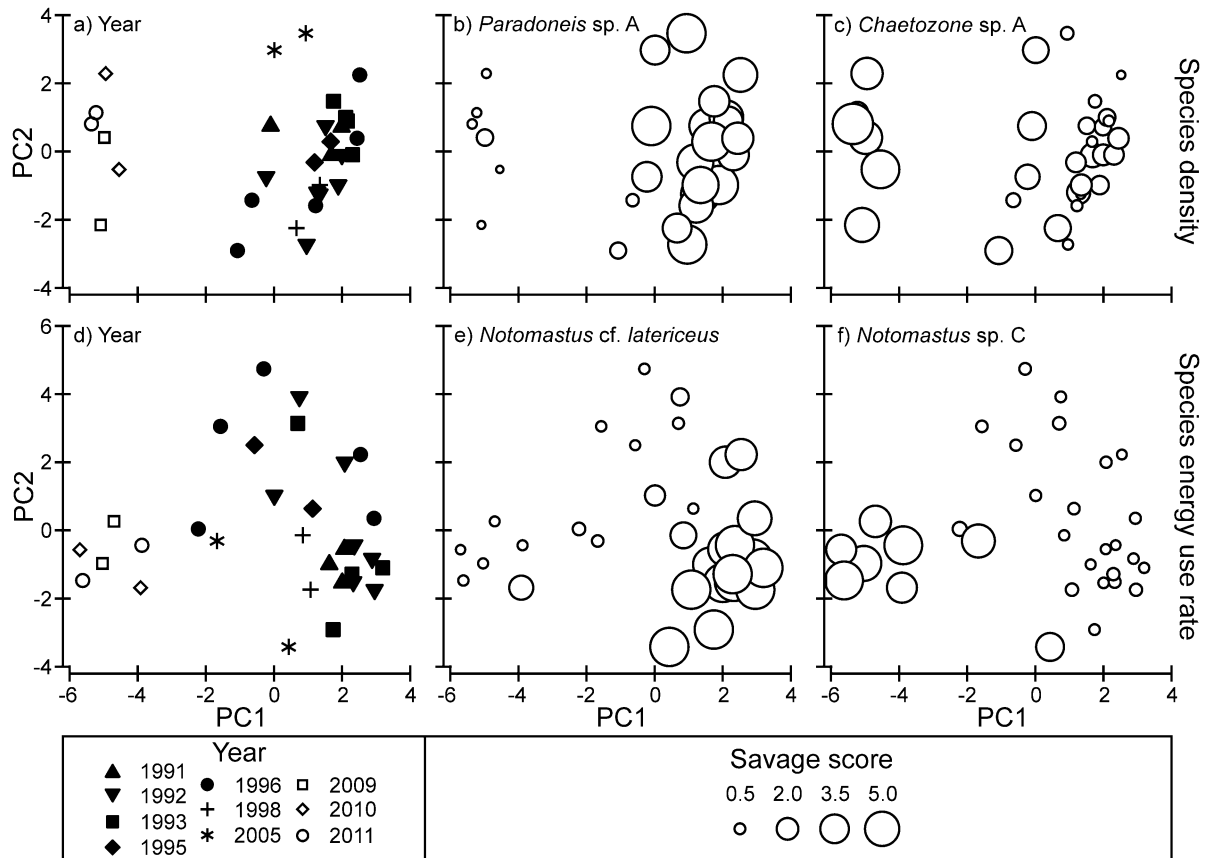 a) Year
b) Paradoneis sp. A
c) Chaetozone sp. A
4
2
0
-2
-4
PC2
Species density
d) Year
e) Notomastus cf. latericeus
f) Notomastus sp. C
6
4
2
0
-2
-4
PC2
Species energy use rate
-6 -4 -2 0 2 4
-6 -4 -2 0 2 4
-6 -4 -2 0 2 4
PC1
PC1
PC1
Year
1991
1992
1993
1995
1996
1998
2005
2009
2010
2011
Savage score
0.5 2.0 3.5 5.0